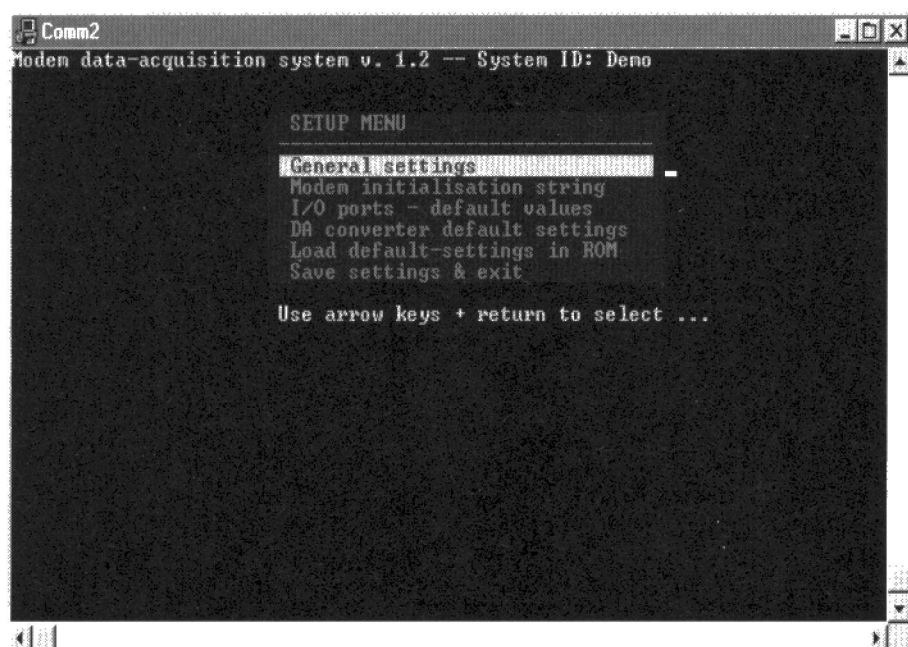 Comm2
Modem data-acquisition system v. 1.2 -- System ID: Demo
SETUP MENU
General settings
Modem initialisation string
I/O ports - default values
DA converter default settings
Load default-settings in ROM
Save settings & exit
Use arrow keys + return to select ...